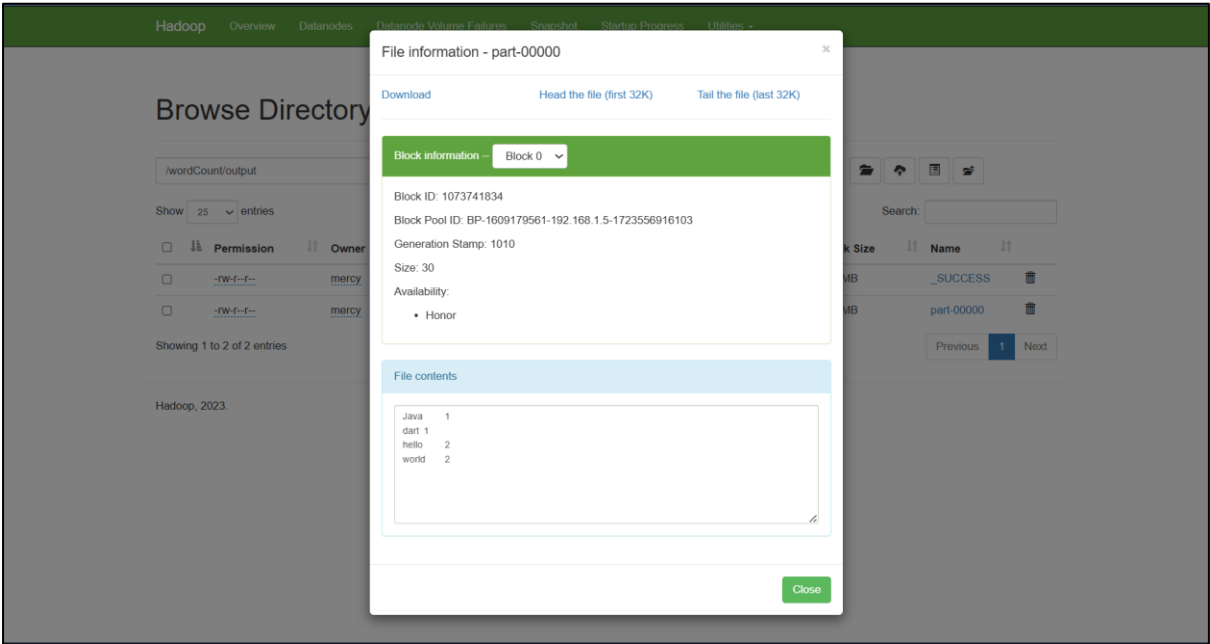 Hadoop Overview Datanodes Datanode Volume Failures Snapshot Startup Progress Utilities
File information - part-00000 ×
Download Head the file (first 32K) Tail the file (last 32K)
Browse Directory
Block information -- Block 0
/wordCount/output
Block ID: 1073741834
Show 25 entries Search:
Block Pool ID: BP-1609179561-192.168.1.5-1723556916103
Permission Owner k Size Name
Generation Stamp: 1010
Size: 30
-rw-r--r-- mercy MB _SUCCESS
Availability:
-rw-r--r-- mercy MB part-00000
• Honor
Showing 1 to 2 of 2 entries Previous 1 Next
File contents
Hadoop, 2023.
Java 1
dart 1
hello 2
world 2
Close